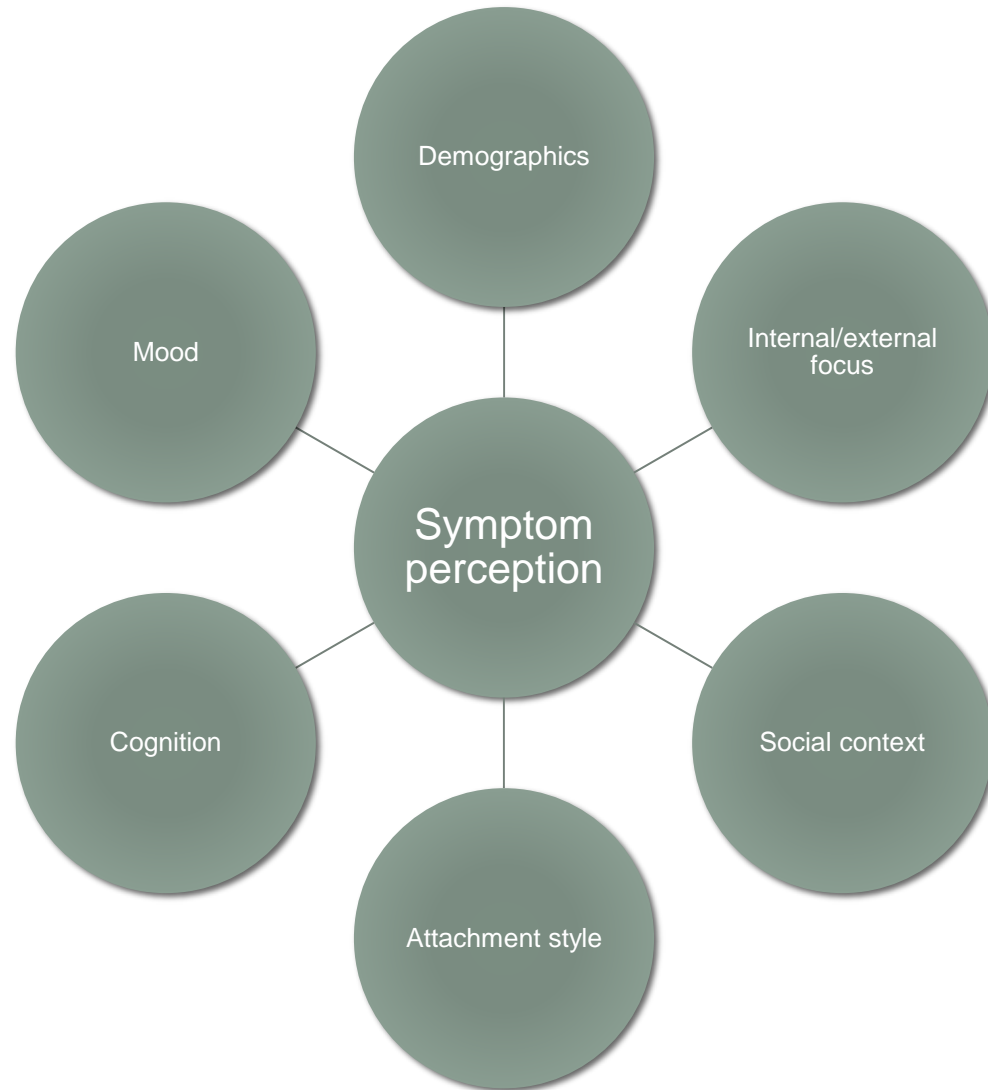 Demographics
Mood
Internal/external
focus
Symptom
perception
Cognition
Social context
Attachment style